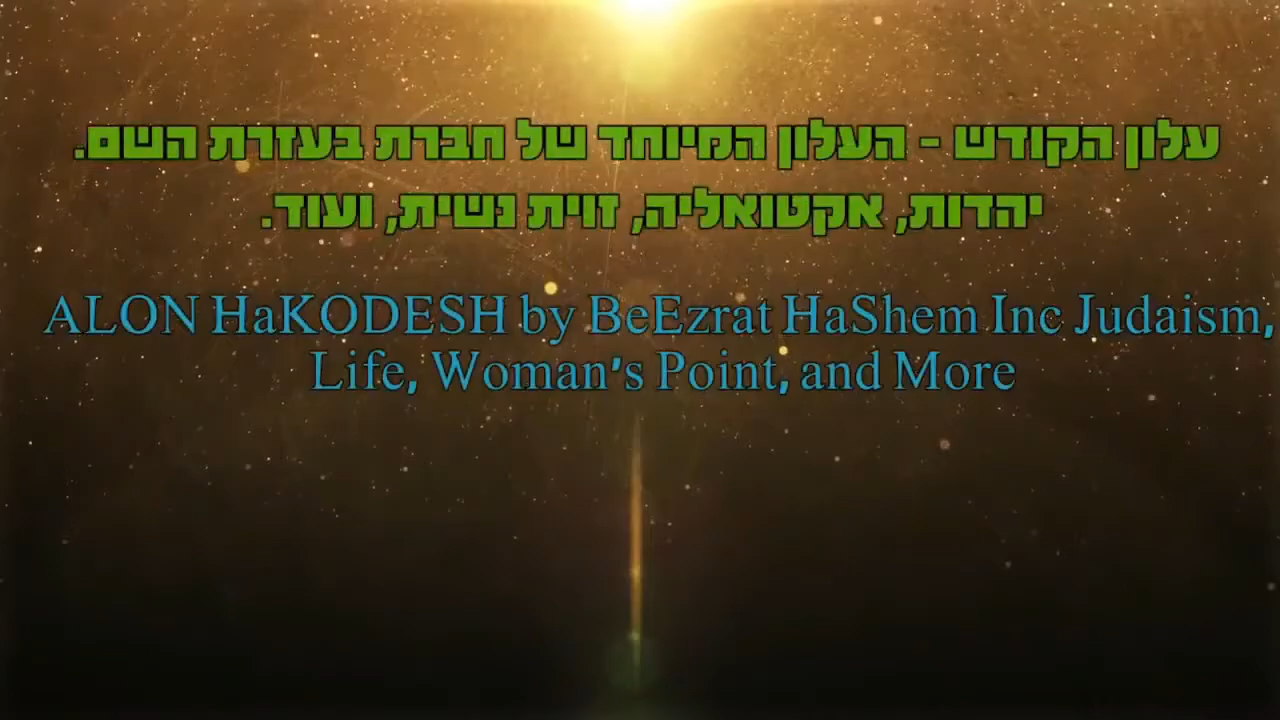 עלון הקודש - העלון המיוחד של חברת בעזרת השם.
יהדות, אקטואליה, זוית נשית, ועוד.
ALON HaKODESH by BeEzrat HaShem Inc Judaism,
Life, Woman's Point, and More